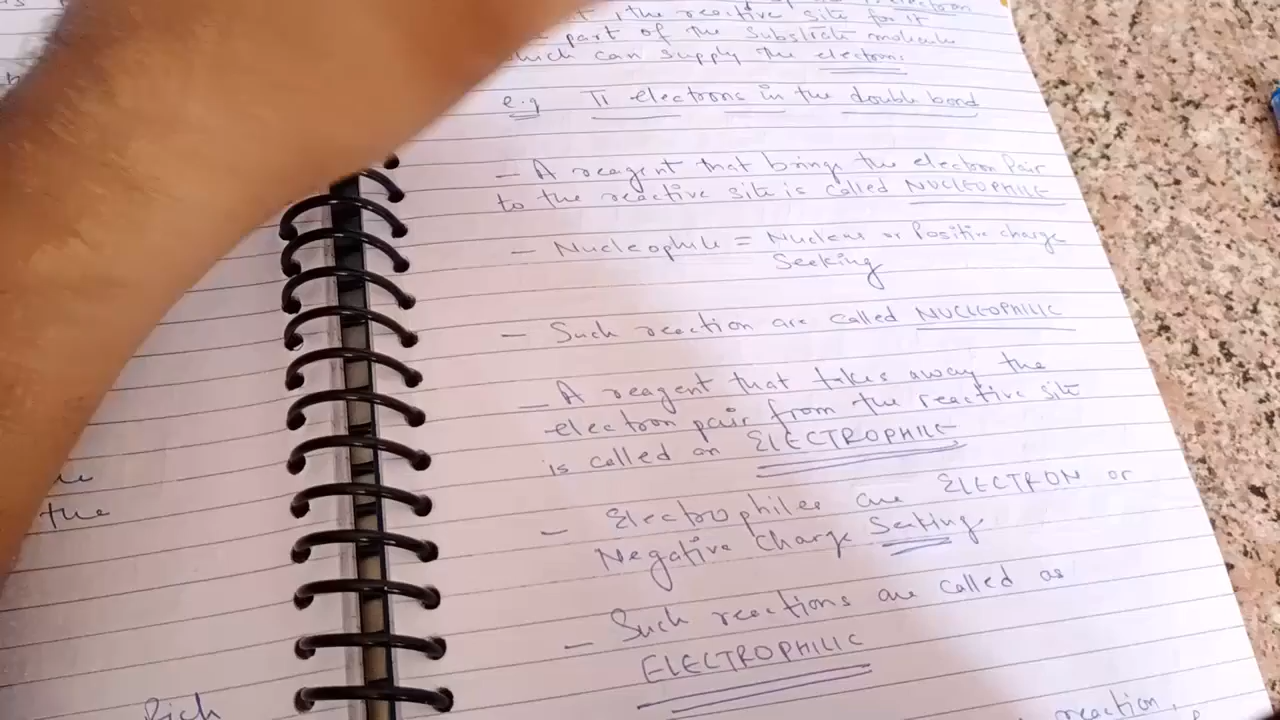 the
Rich
, the reactive site for it
part of the substrate molecule
which can supply the electrons
e.g π electrons in the double bond
- A reagent that brings the electron Pair
to the reactive site is called NUCLEOPHILE
- Nucleophile = Nucleus or Positive charge
Seeking
- Such reaction are called NUCLEOPHILIC
- A reagent that takes away the
electron pair from the reactive site
is called an ELECTROPHILE
- Electrophiles are ELECTRON or
Negative charge Seeking
- Such reactions are called as
ELECTROPHILIC
reaction,